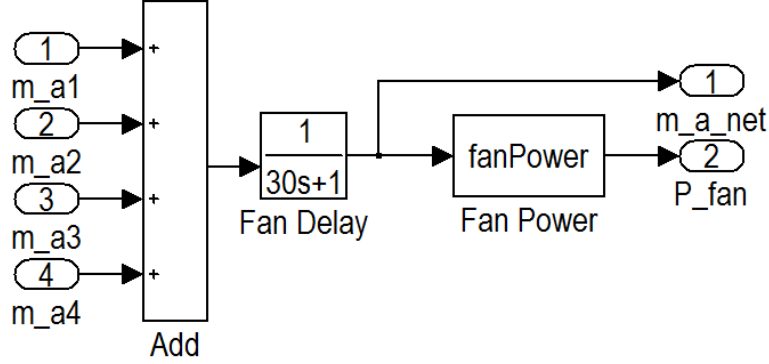 1
+
m_a1
1
m_a_net
2
+
m_a2
1
30s+1
Fan Delay
fanPower
Fan Power
2
P_fan
3
+
m_a3
4
+
m_a4
Add